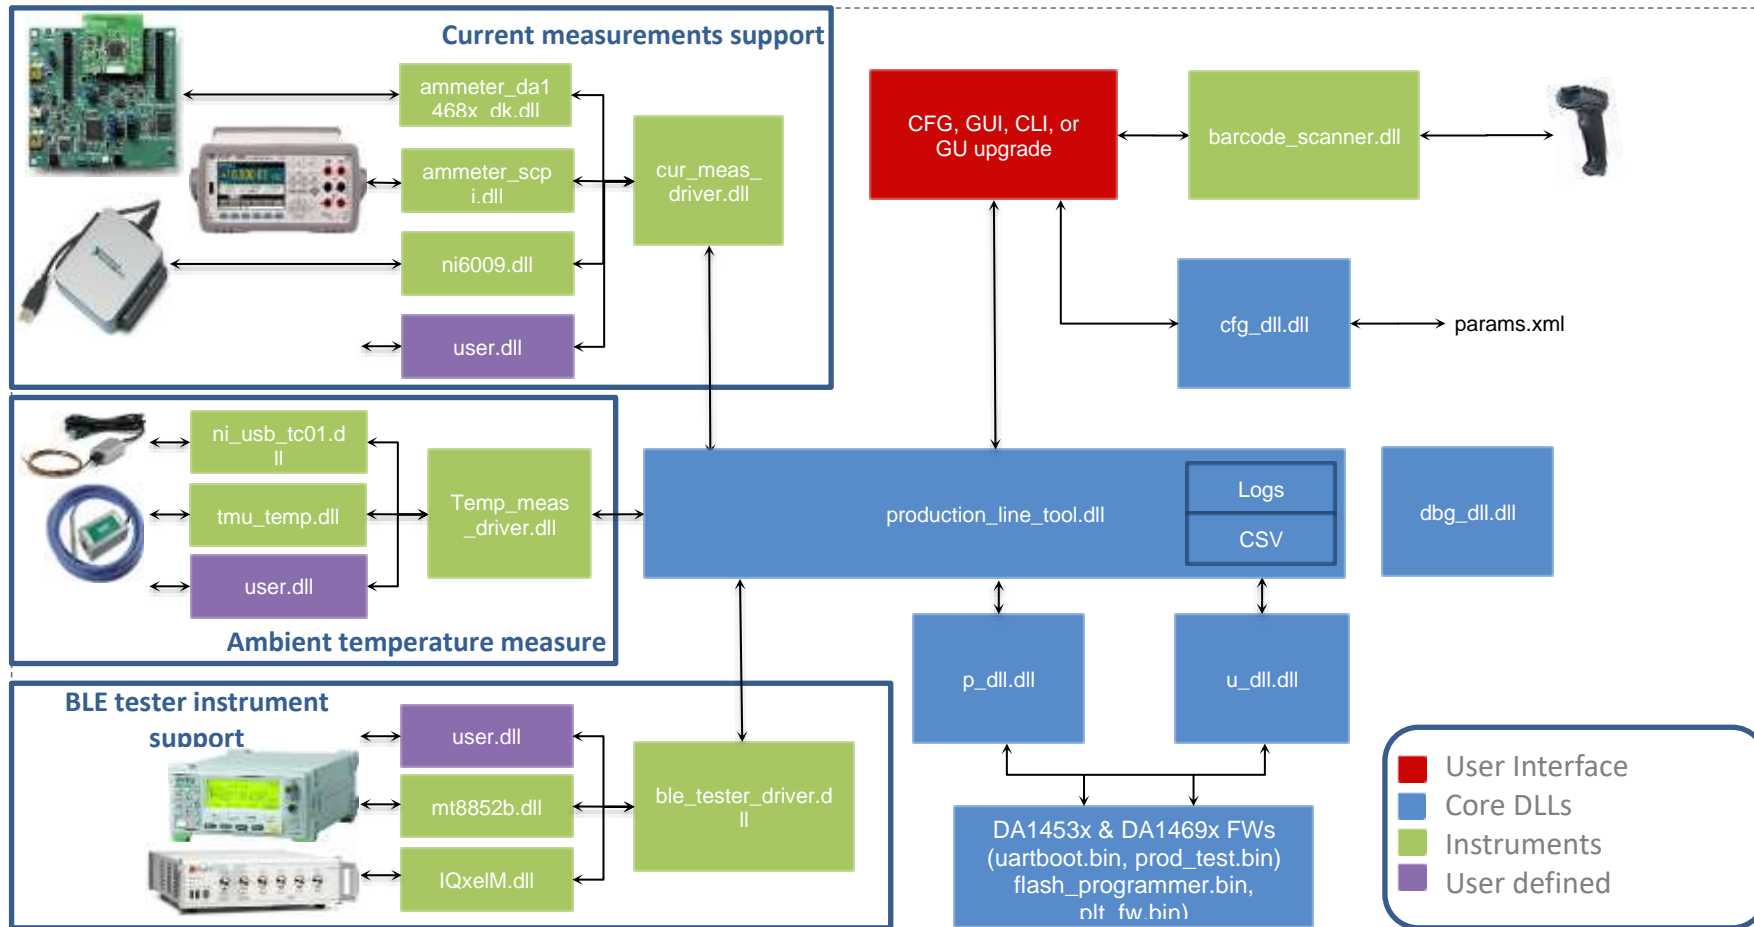 Current measurements support
ammeter_da1
468x_dk.dll
ammeter_scp
i.dll
ni6009.dll
user.dll
cur_meas_
driver.dll
CFG, GUI, CLI, or
GU upgrade
barcode_scanner.dll
cfg_dll.dll
params.xml
ni_usb_tc01.d
ll
tmu_temp.dll
user.dll
Temp_meas
_driver.dll
Ambient temperature measure
production_line_tool.dll
Logs
CSV
dbg_dll.dll
p_dll.dll
u_dll.dll
BLE tester instrument
support
user.dll
mt8852b.dll
IQxelM.dll
ble_tester_driver.d
ll
DA1453x & DA1469x FWs
(uartboot.bin, prod_test.bin)
flash_programmer.bin,
plt_fw.bin)
User Interface
Core DLLs
Instruments
User defined